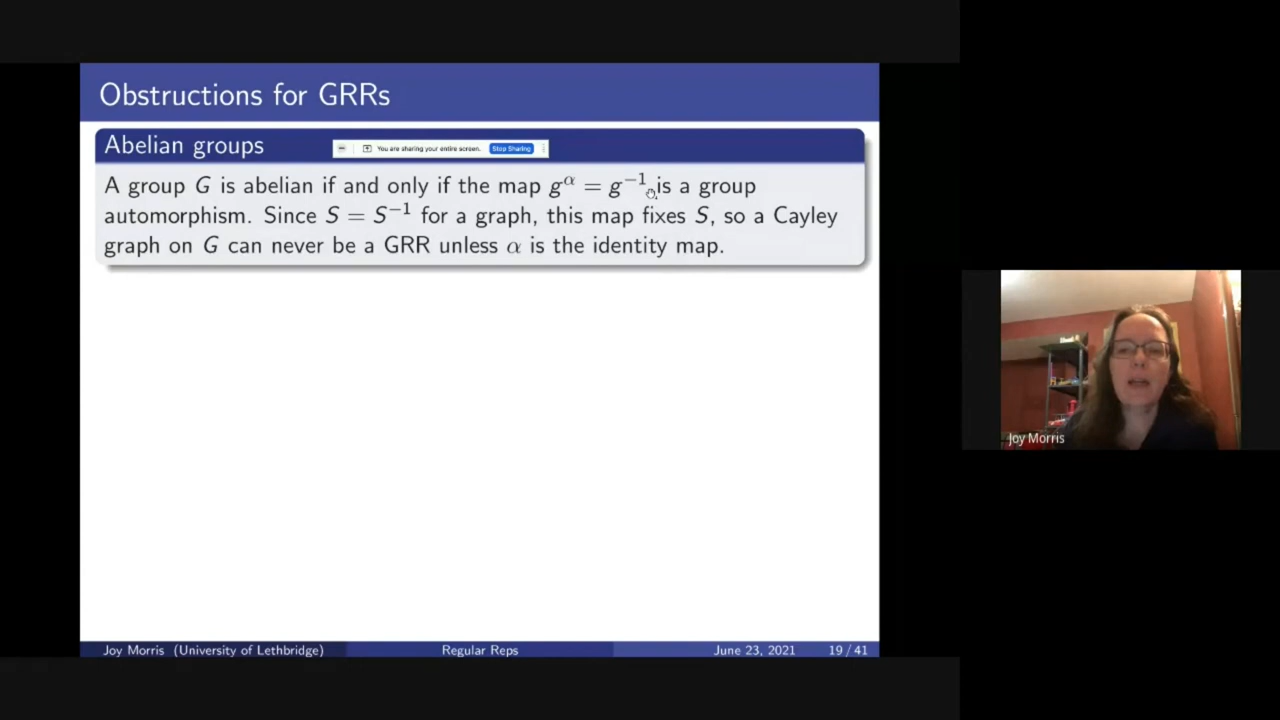 Obstructions for GRRs
Abelian groups
You are sharing your entire screen. Stop Sharing
A group G is abelian if and only if the map g^α = g^−1 is a group
automorphism. Since S = S^−1 for a graph, this map fixes S, so a Cayley
graph on G can never be a GRR unless α is the identity map.
Joy Morris
Joy Morris (University of Lethbridge) Regular Reps June 23, 2021 19 / 41